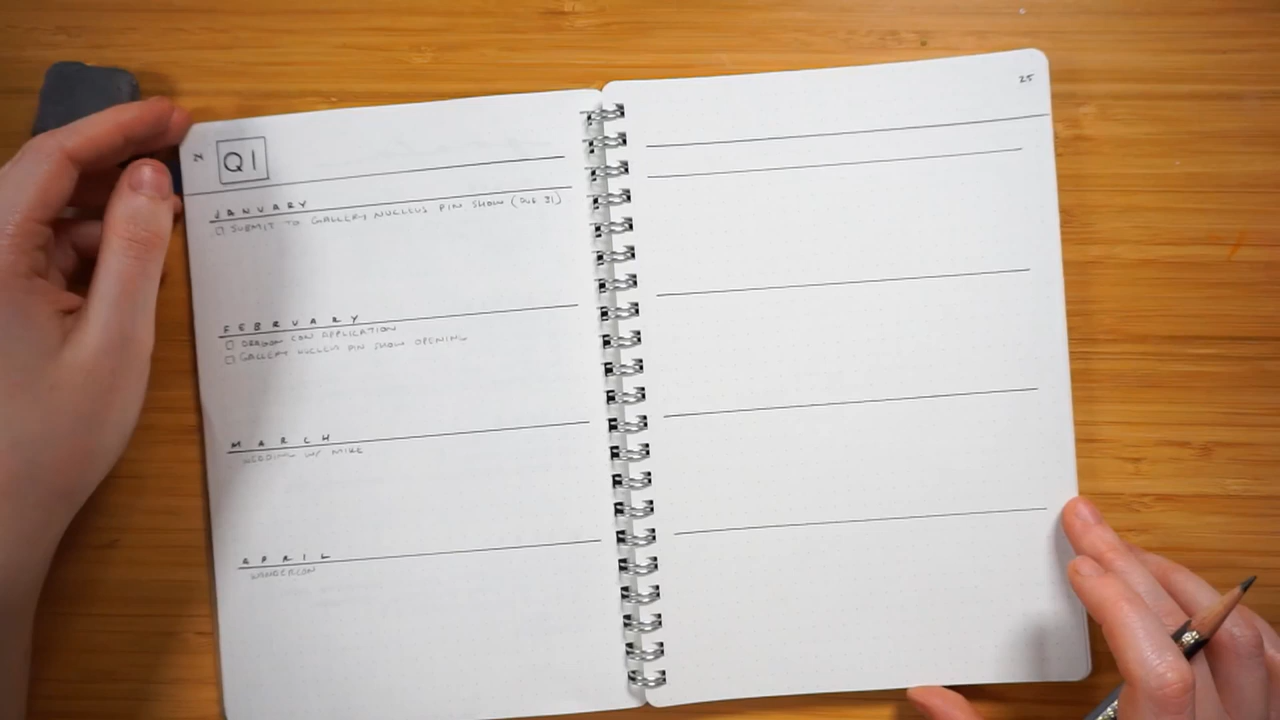 24
Q1
JANUARY
☐ SUBMIT TO GALLERY NUCLEUS PIN SHOW (DUE 31)
FEBRUARY
☐ DRAGON CON APPLICATION
☐ GALLERY NUCLEUS PIN SHOW OPENING
MARCH
WEDDING W/ MIKE
APRIL
WONDERCON
25